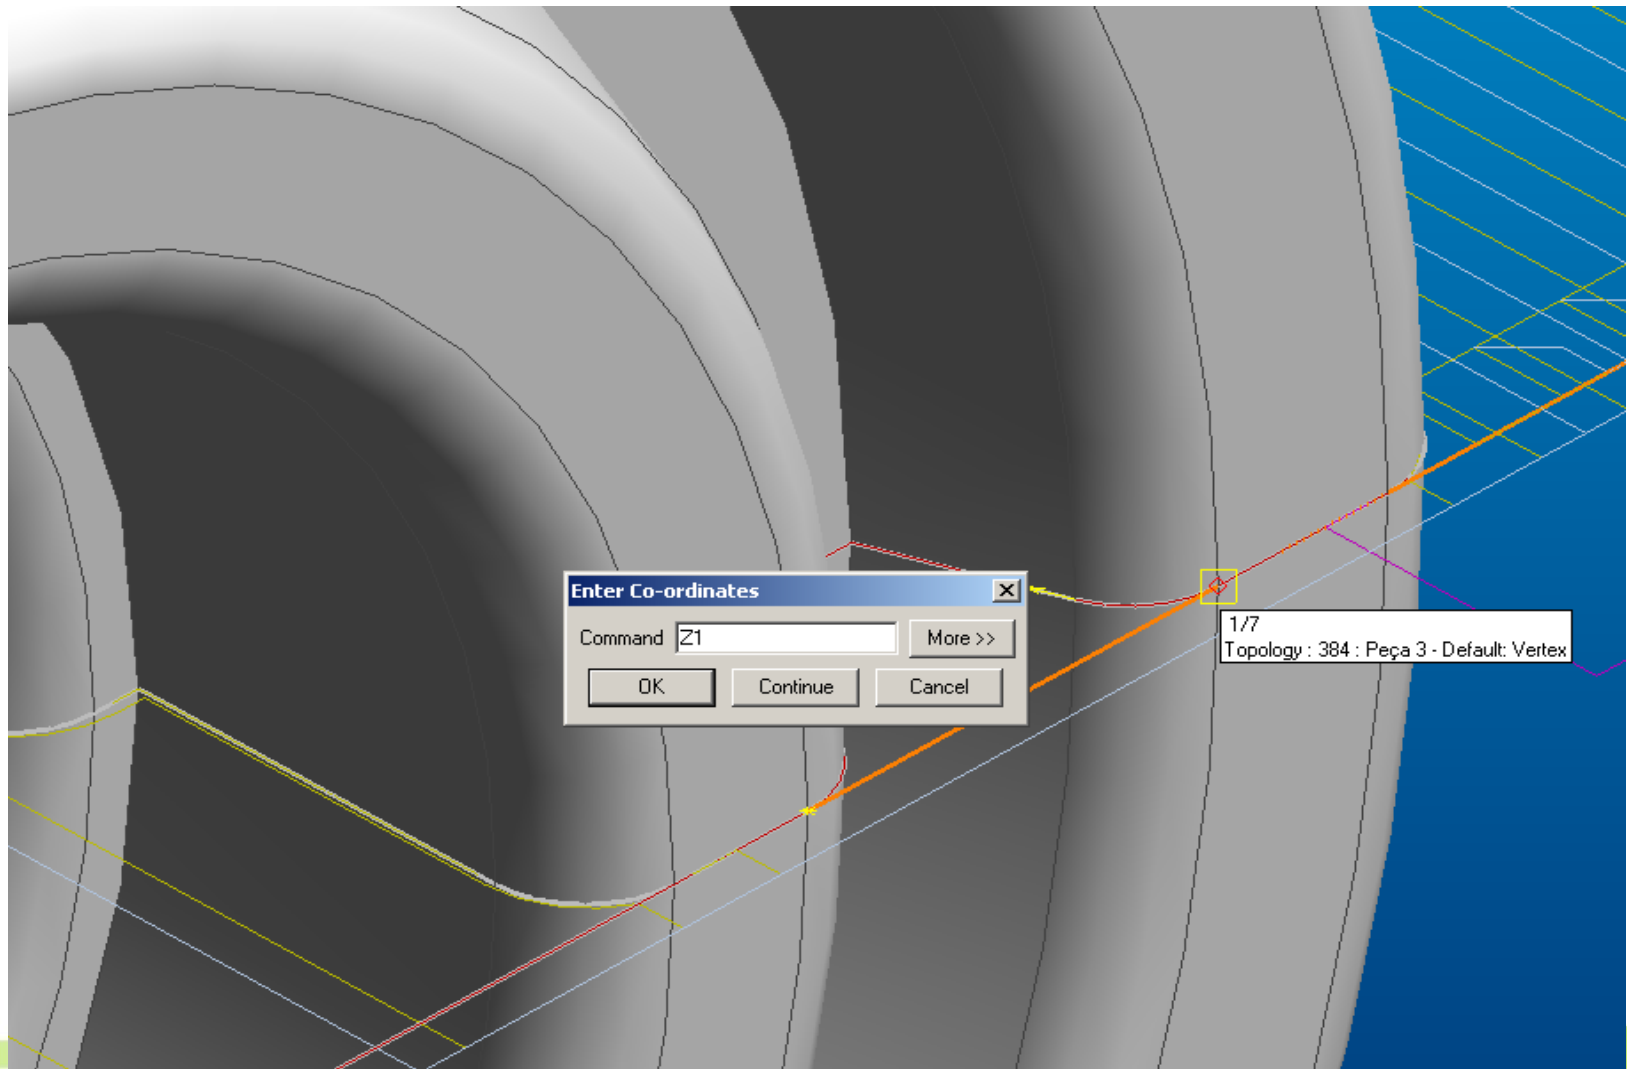 Enter Co-ordinates
Command Z1 More >>
OK Continue Cancel
1/7
Topology : 384 : Peça 3 - Default: Vertex